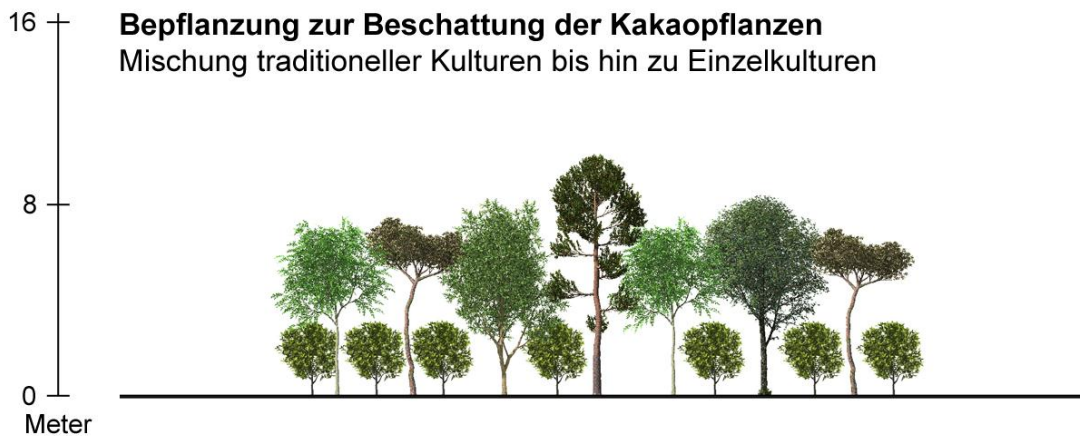 16
Bepflanzung zur Beschattung der Kakaopflanzen
Mischung traditioneller Kulturen bis hin zu Einzelkulturen
8
0
Meter